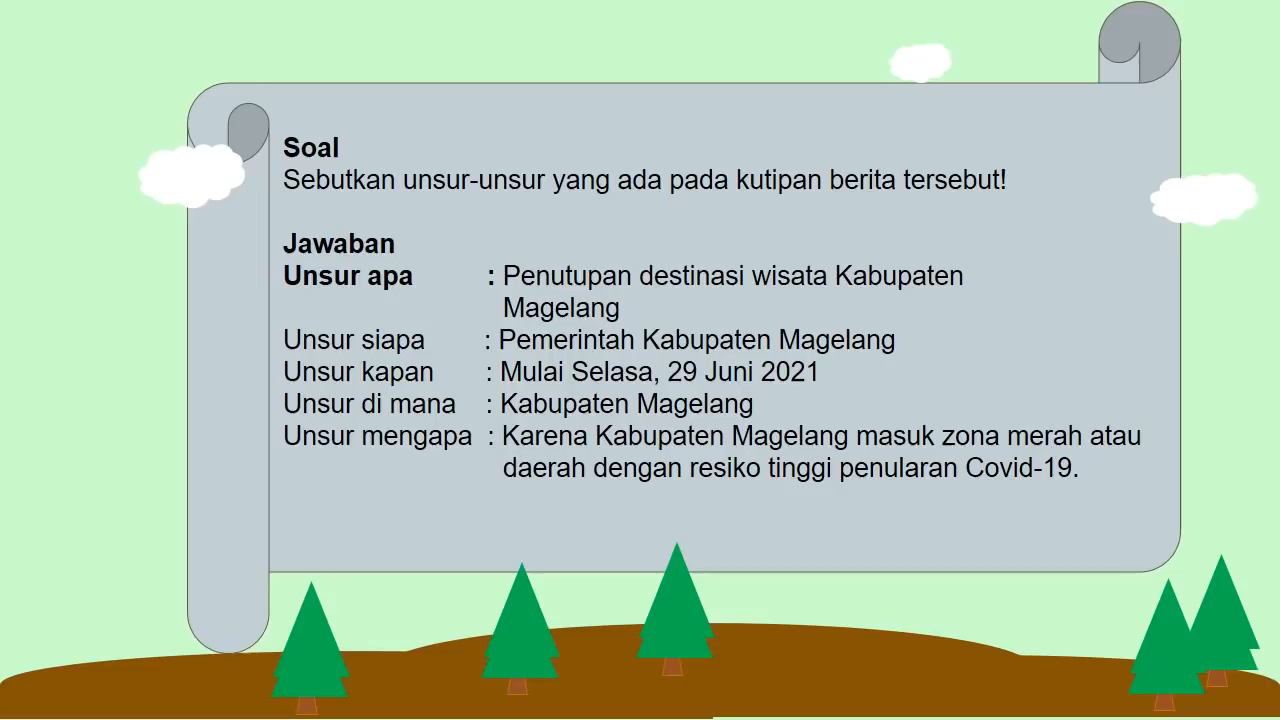 Soal
Sebutkan unsur-unsur yang ada pada kutipan berita tersebut!
Jawaban
Unsur apa : Penutupan destinasi wisata Kabupaten
Magelang
Unsur siapa : Pemerintah Kabupaten Magelang
Unsur kapan : Mulai Selasa, 29 Juni 2021
Unsur di mana : Kabupaten Magelang
Unsur mengapa : Karena Kabupaten Magelang masuk zona merah atau
daerah dengan resiko tinggi penularan Covid-19.